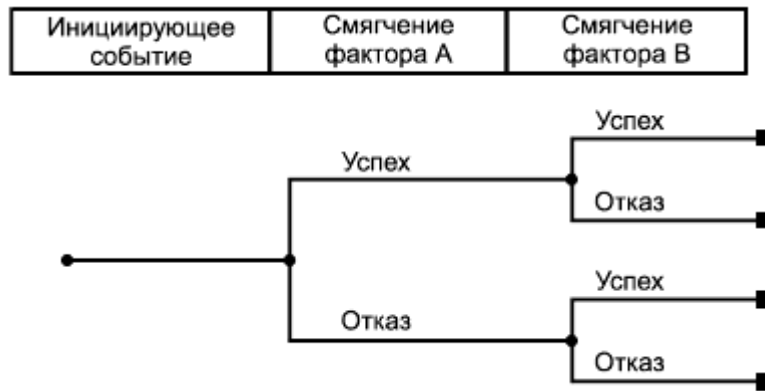 Инициирующее
событие
Смягчение
фактора А
Смягчение
фактора В
Успех
Успех
Отказ
Успех
Отказ
Отказ